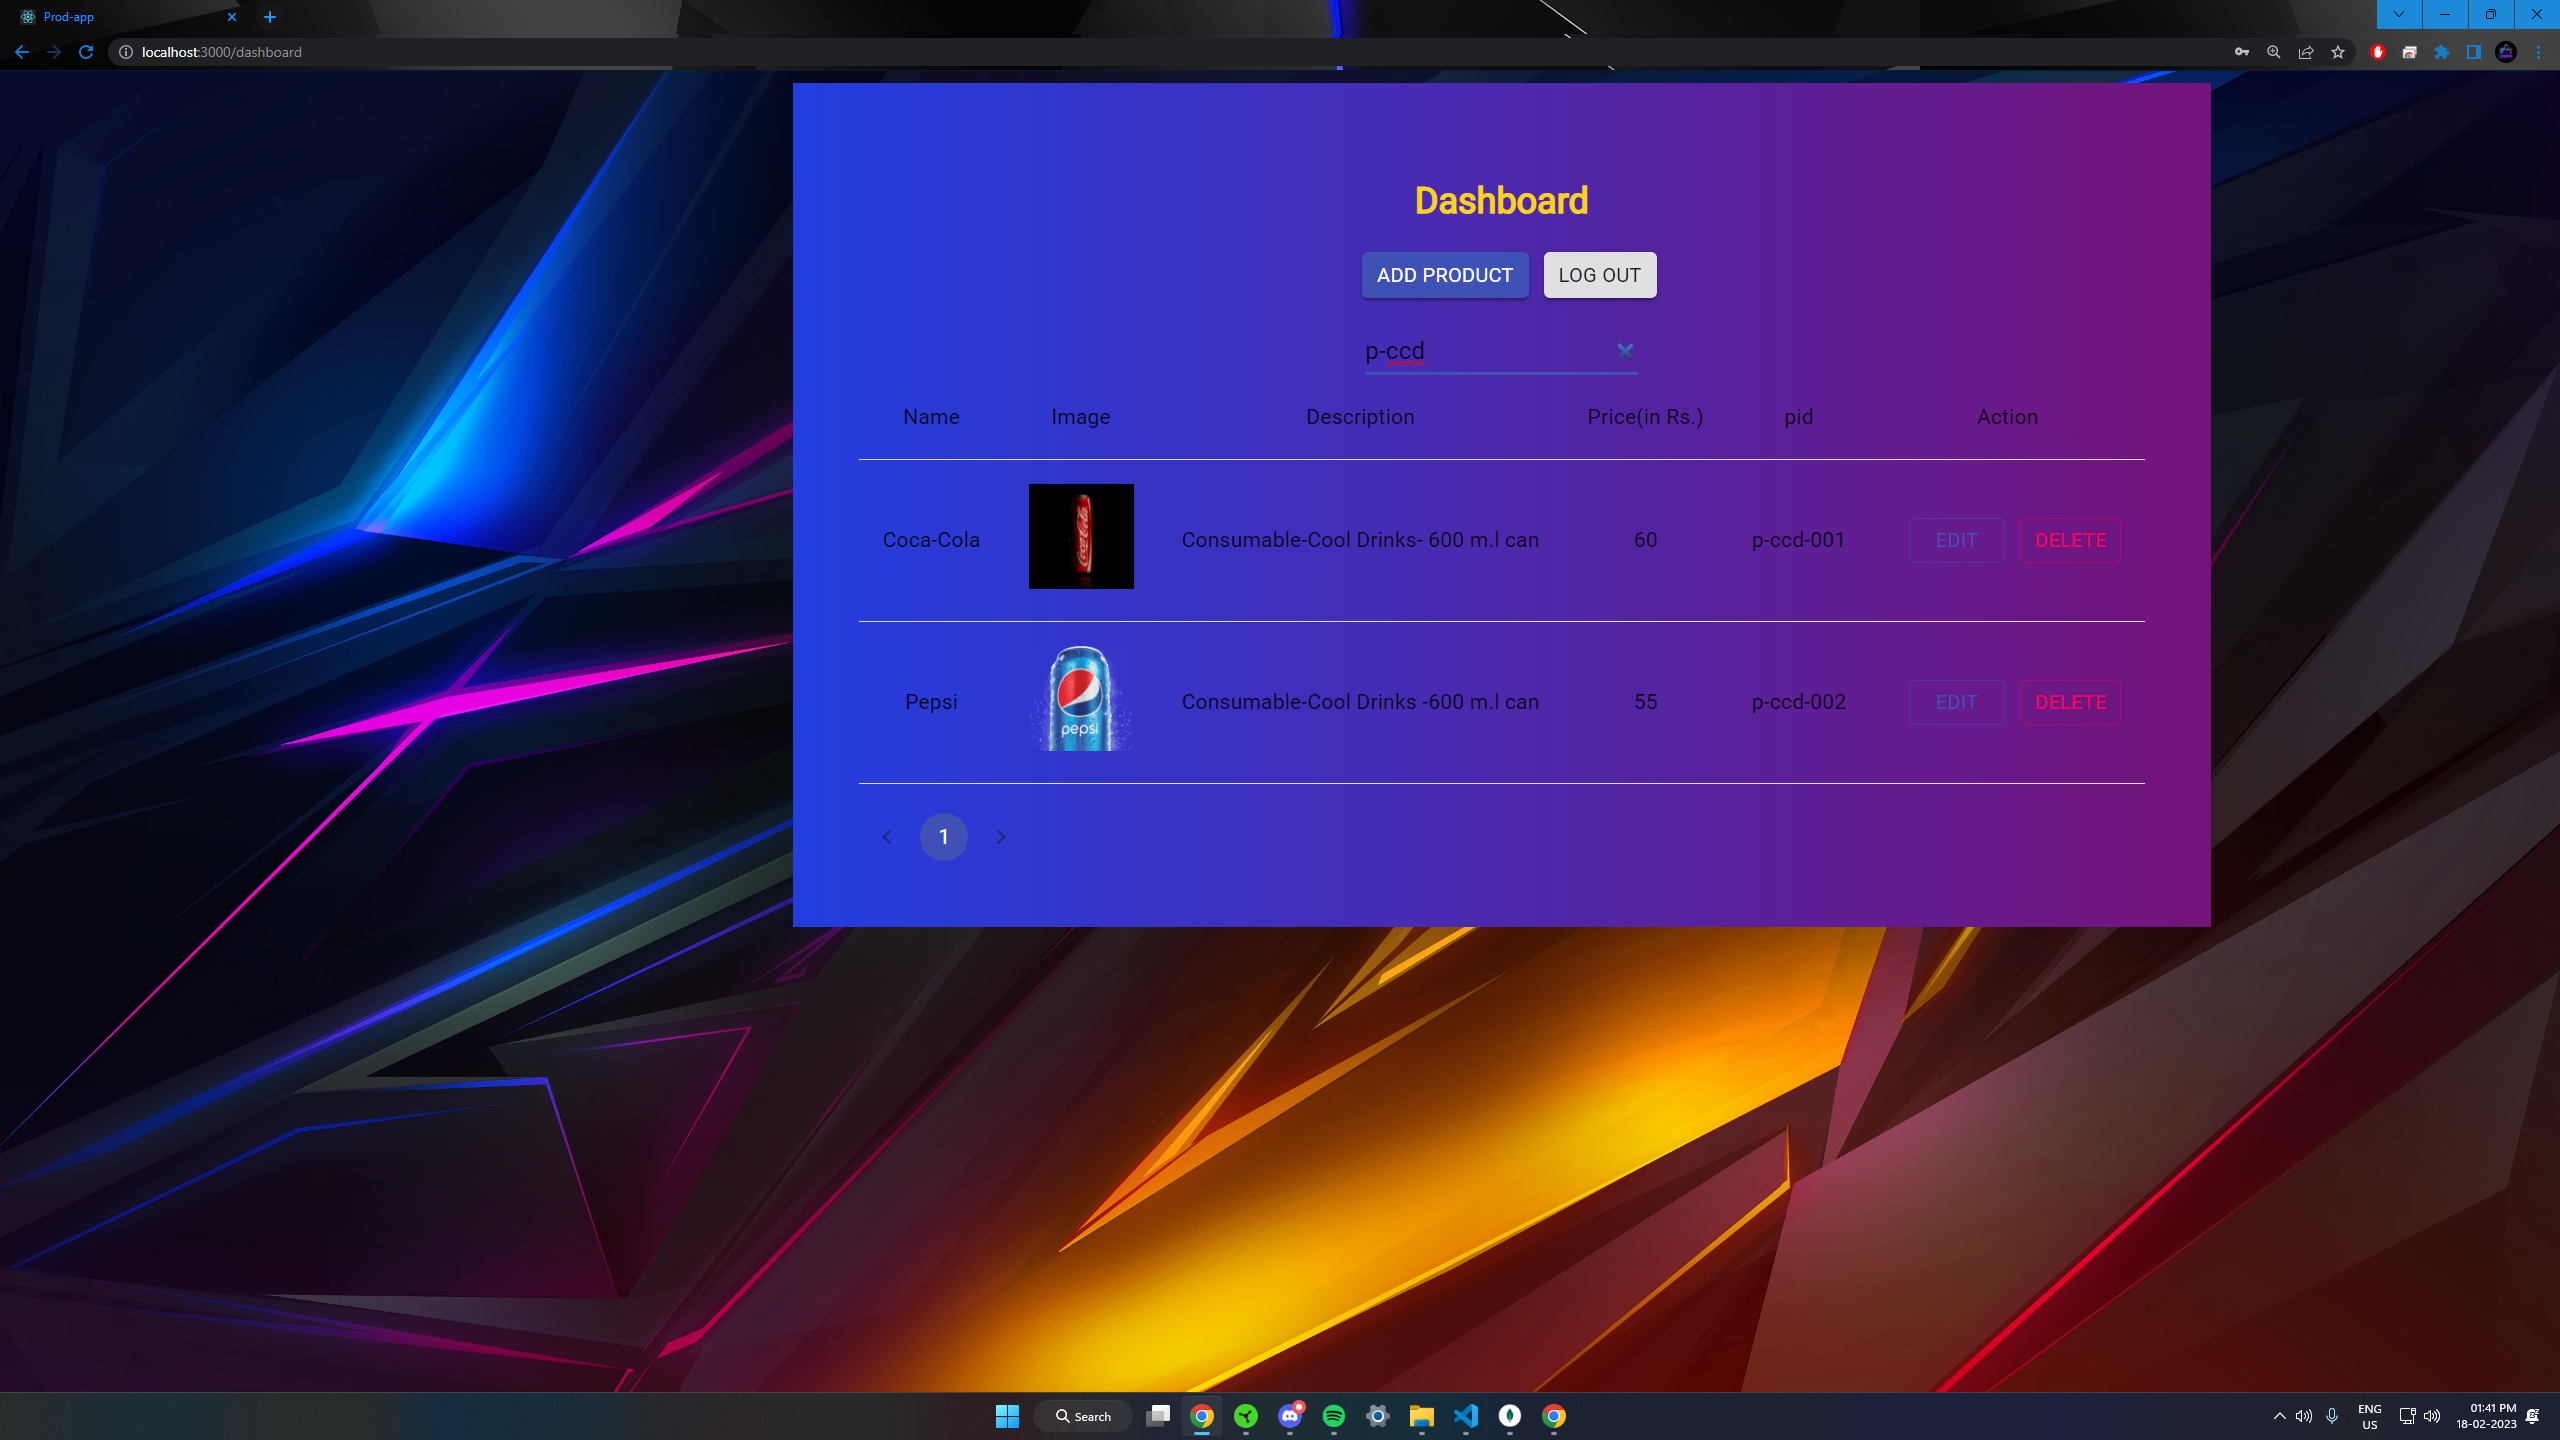 Prod-app
localhost:3000/dashboard
Dashboard
ADD PRODUCT LOG OUT
p-ccd
Name Image Description Price(in Rs.) pid Action
Coca-Cola Coca-Cola Consumable-Cool Drinks- 600 m.l can 60 p-ccd-001 EDIT DELETE
Pepsi pepsi Consumable-Cool Drinks -600 m.l can 55 p-ccd-002 EDIT DELETE
1
Search
ENG
US
01:41 PM
18-02-2023